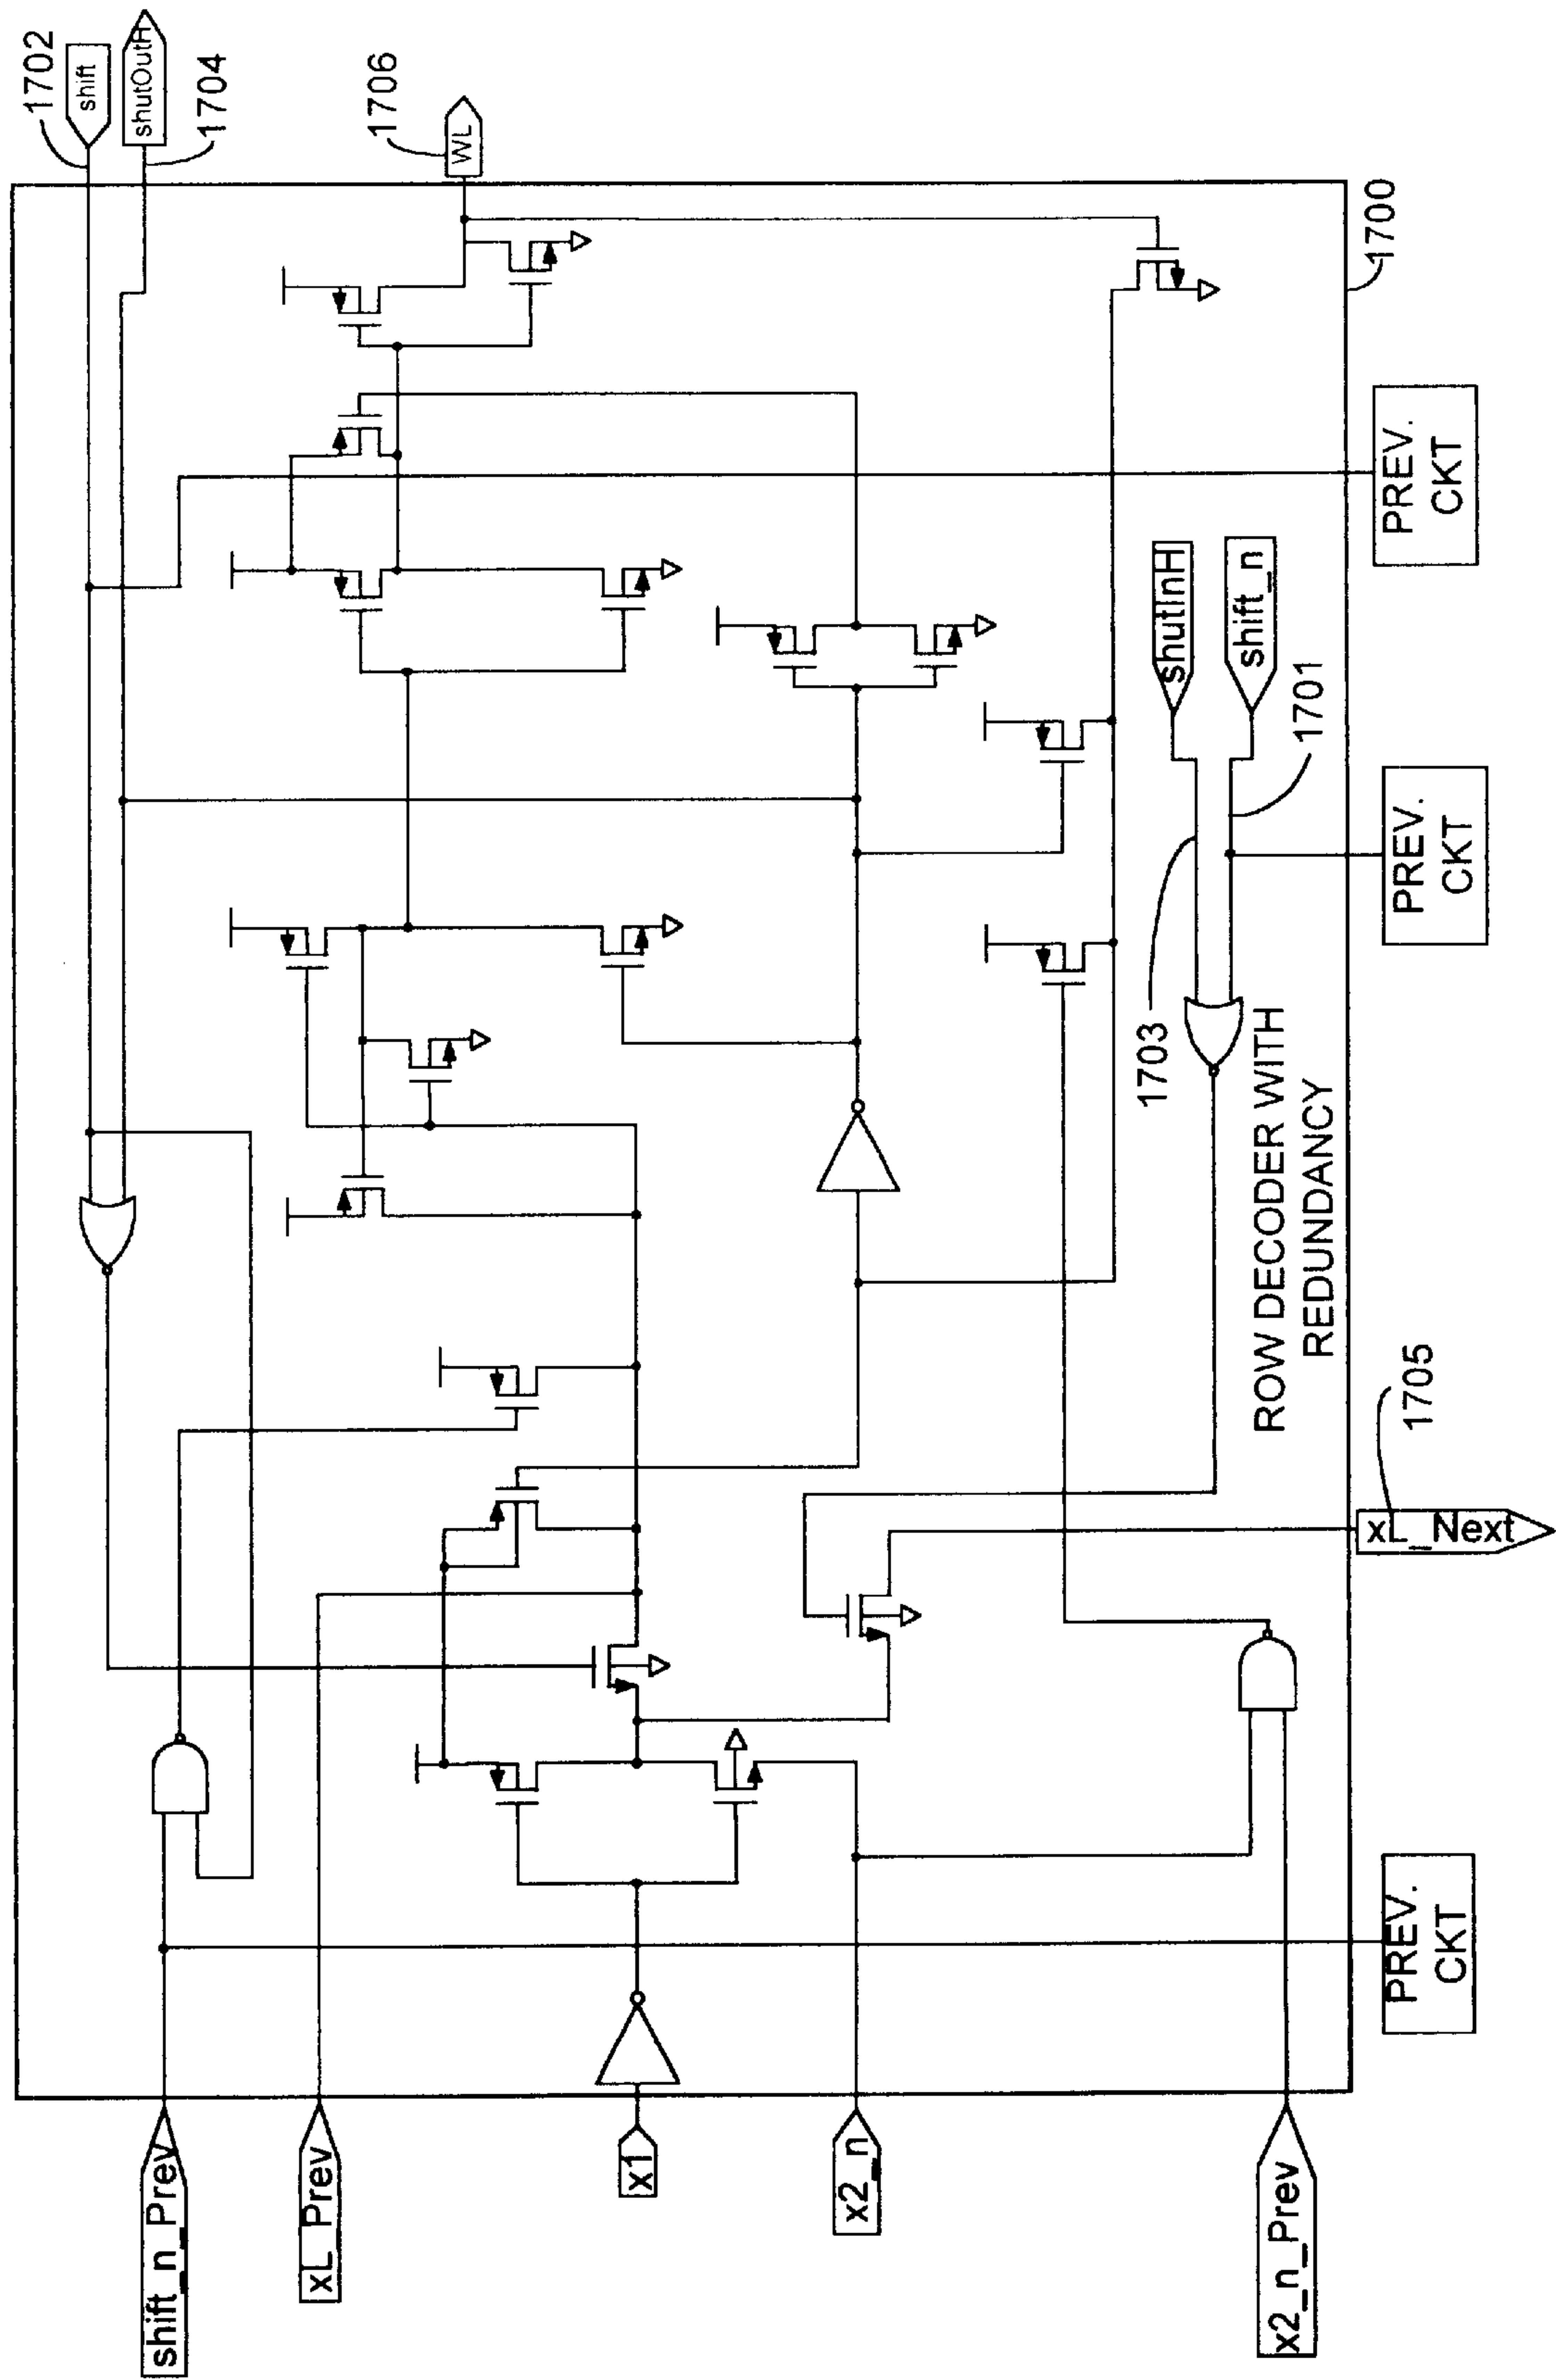 1702
shift
shutOutH
1704
1706
WL
1700
PREV.
CKT
shutInH
shift_n
1701
PREV.
CKT
1703
ROW DECODER WITH
REDUNDANCY
1705
xL_Next
PREV.
CKT
shift_n_Prev
xL_Prev
x1
x2_n
x2_n_Prev